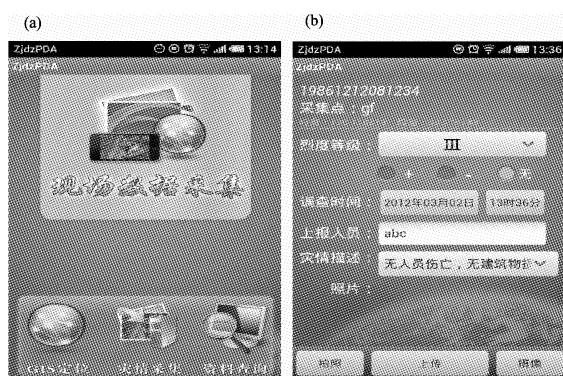 (a)
ZjdzPDA 13:14
ZjdzPDA
现场数据采集
GIS定位 灾情采集 资料查询
(b)
ZjdzPDA 13:36
ZjdzPDA
19861212081234
采集点：gf
烈度等级： III
+ - 无
调查时间： 2012年03月02日 13时36分
上报人员： abc
灾情描述： 无人员伤亡，无建筑物
照片：
拍照 上传 摄像